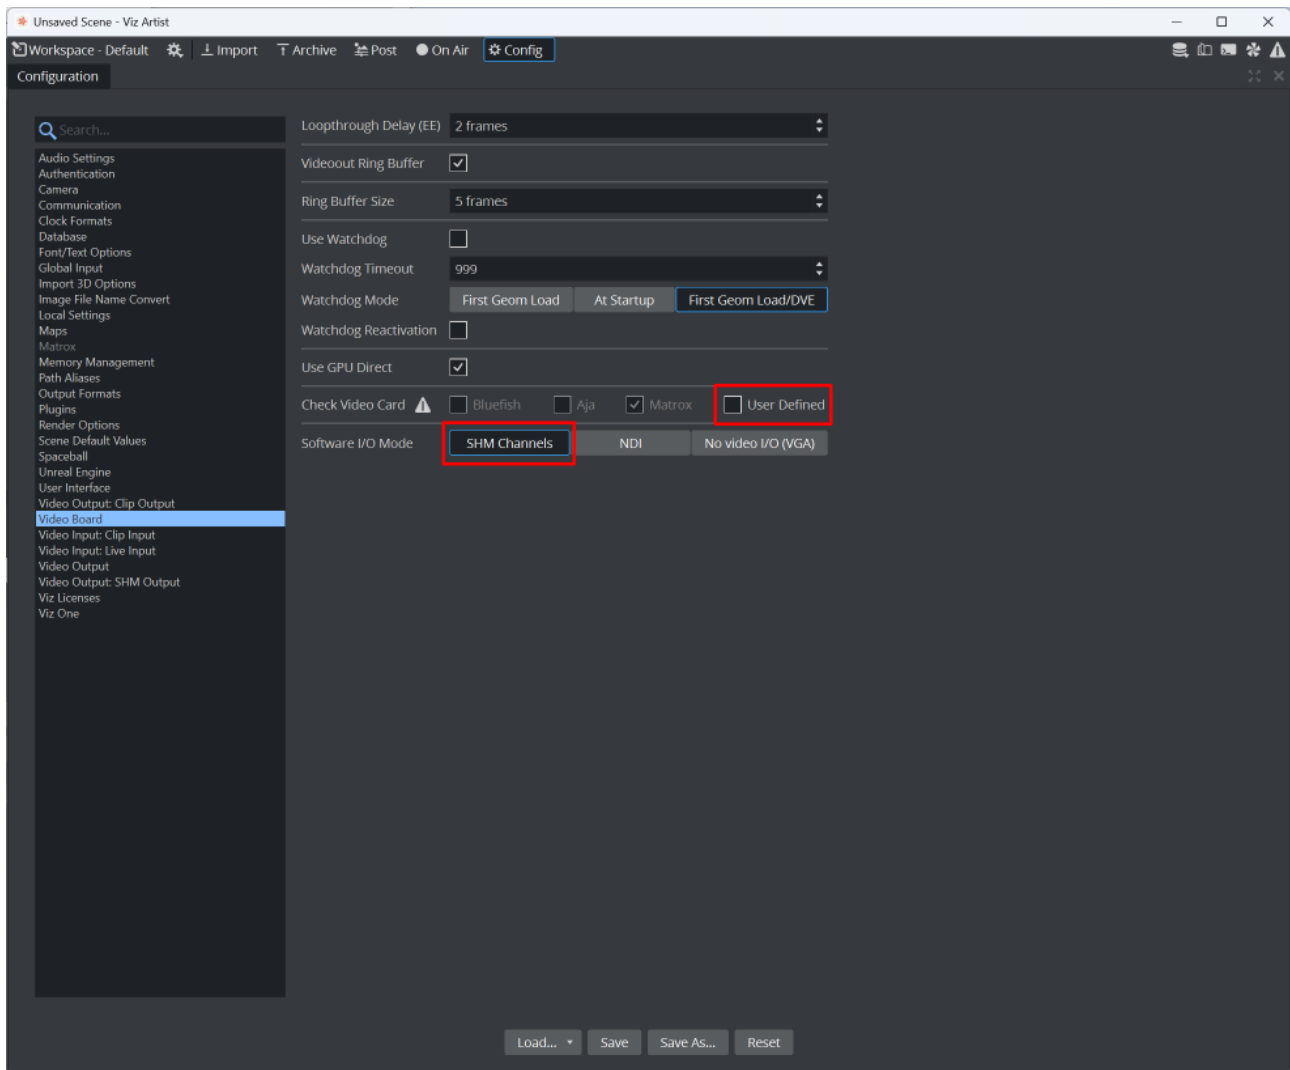 Unsaved Scene - Viz Artist
Workspace - Default Import Archive Post On Air Config
Configuration
Search...
Audio Settings
Authentication
Camera
Communication
Clock Formats
Database
Font/Text Options
Global Input
Import 3D Options
Image File Name Convert
Local Settings
Maps
Matrox
Memory Management
Path Aliases
Output Formats
Plugins
Render Options
Scene Default Values
Spaceball
Unreal Engine
User Interface
Video Output: Clip Output
Video Board
Video Input: Clip Input
Video Input: Live Input
Video Output
Video Output: SHM Output
Viz Licenses
Viz One
Loopthrough Delay (EE) 2 frames
Videoout Ring Buffer
Ring Buffer Size 5 frames
Use Watchdog
Watchdog Timeout 999
Watchdog Mode First Geom Load At Startup First Geom Load/DVE
Watchdog Reactivation
Use GPU Direct
Check Video Card Bluefish Aja Matrox User Defined
Software I/O Mode SHM Channels NDI No video I/O (VGA)
Load... Save Save As... Reset